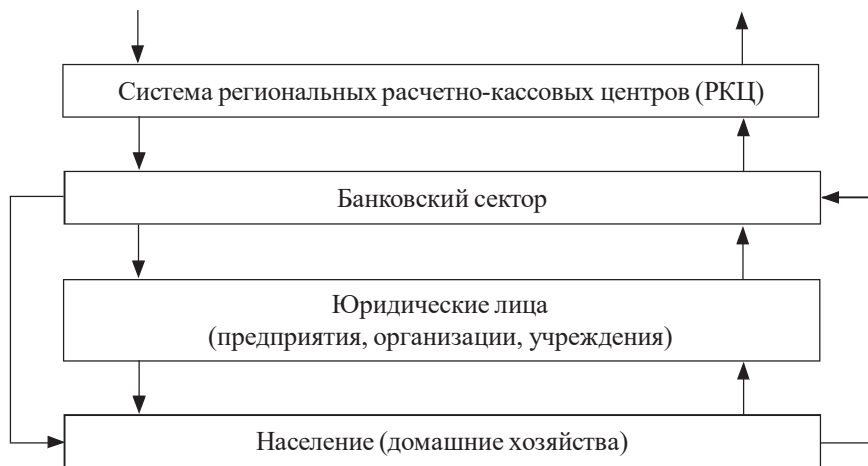 Система региональных расчетно-кассовых центров (РКЦ)
Банковский сектор
Юридические лица
(предприятия, организации, учреждения)
Население (домашние хозяйства)